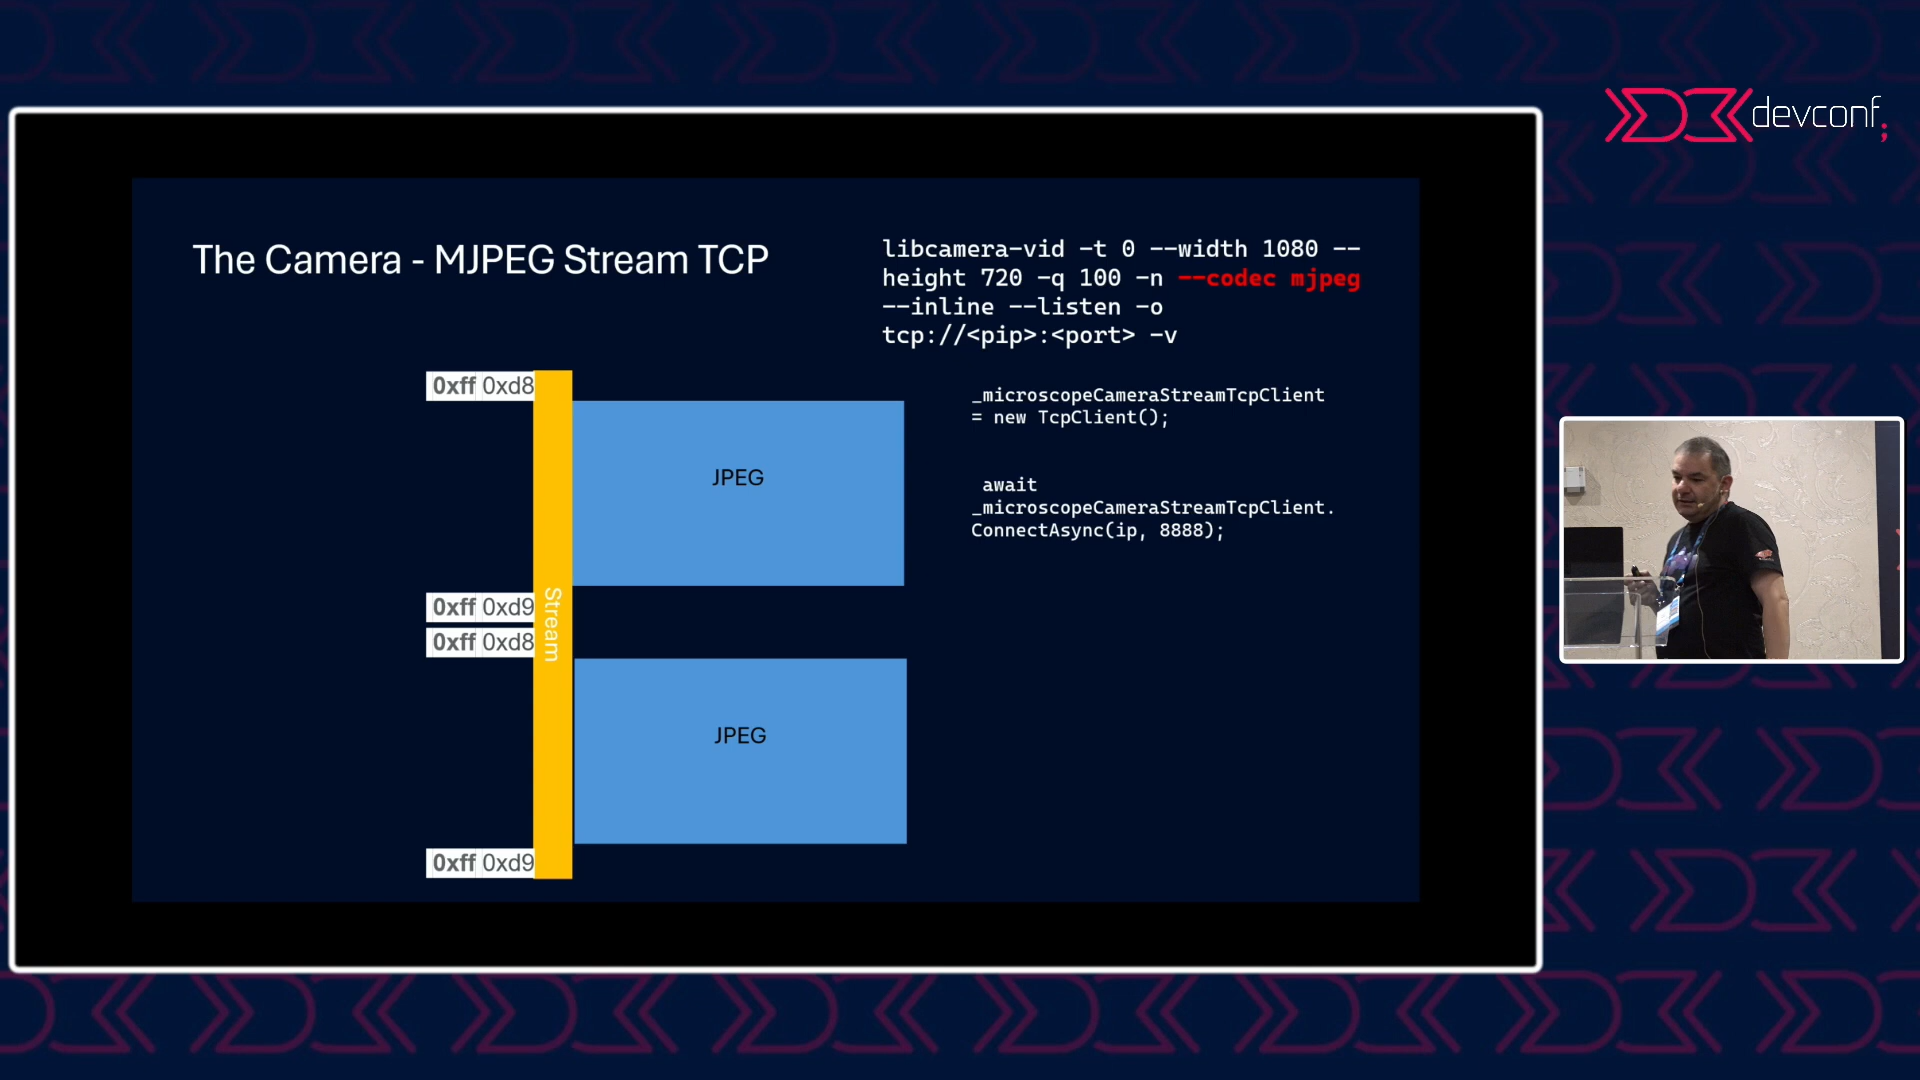 devconf;
The Camera - MJPEG Stream TCP
libcamera-vid -t 0 --width 1080 --
height 720 -q 100 -n --codec mjpeg
--inline --listen -o
tcp://<pip>:<port> -v
0xff 0xd8
JPEG
_microscopeCameraStreamTcpClient
= new TcpClient();
await
_microscopeCameraStreamTcpClient.
ConnectAsync(ip, 8888);
0xff 0xd9
Stream
0xff 0xd8
JPEG
0xff 0xd9